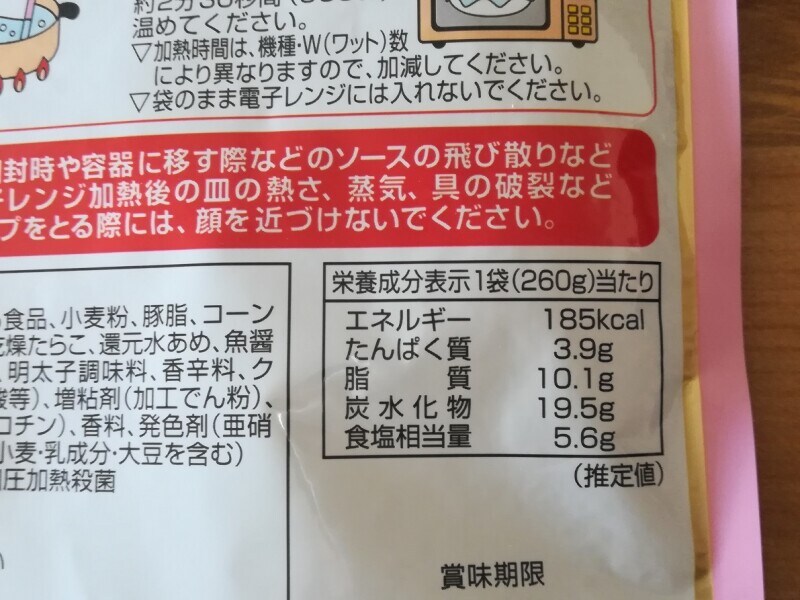 温めてください。
▽加熱時間は、機種・W(ワット)数
により異なりますので、加減してください。
▽袋のまま電子レンジには入れないでください。
封時や容器に移す際などのソースの飛び散りなど
レンジ加熱後の皿の熱さ、蒸気、具の破裂など
プをとる際には、顔を近づけないでください。
食品、小麦粉、豚脂、コーン
燥たらこ、還元水あめ、魚醤
、明太子調味料、香辛料、ク
酸等)、増粘剤(加工でん粉)、
コチン)、香料、発色剤(亜硝
小麦・乳成分・大豆を含む)
圧加熱殺菌
栄養成分表示1袋(260g)当たり
エネルギー 185kcal
たんぱく質 3.9g
脂質 10.1g
炭水化物 19.5g
食塩相当量 5.6g
(推定値)
賞味期限